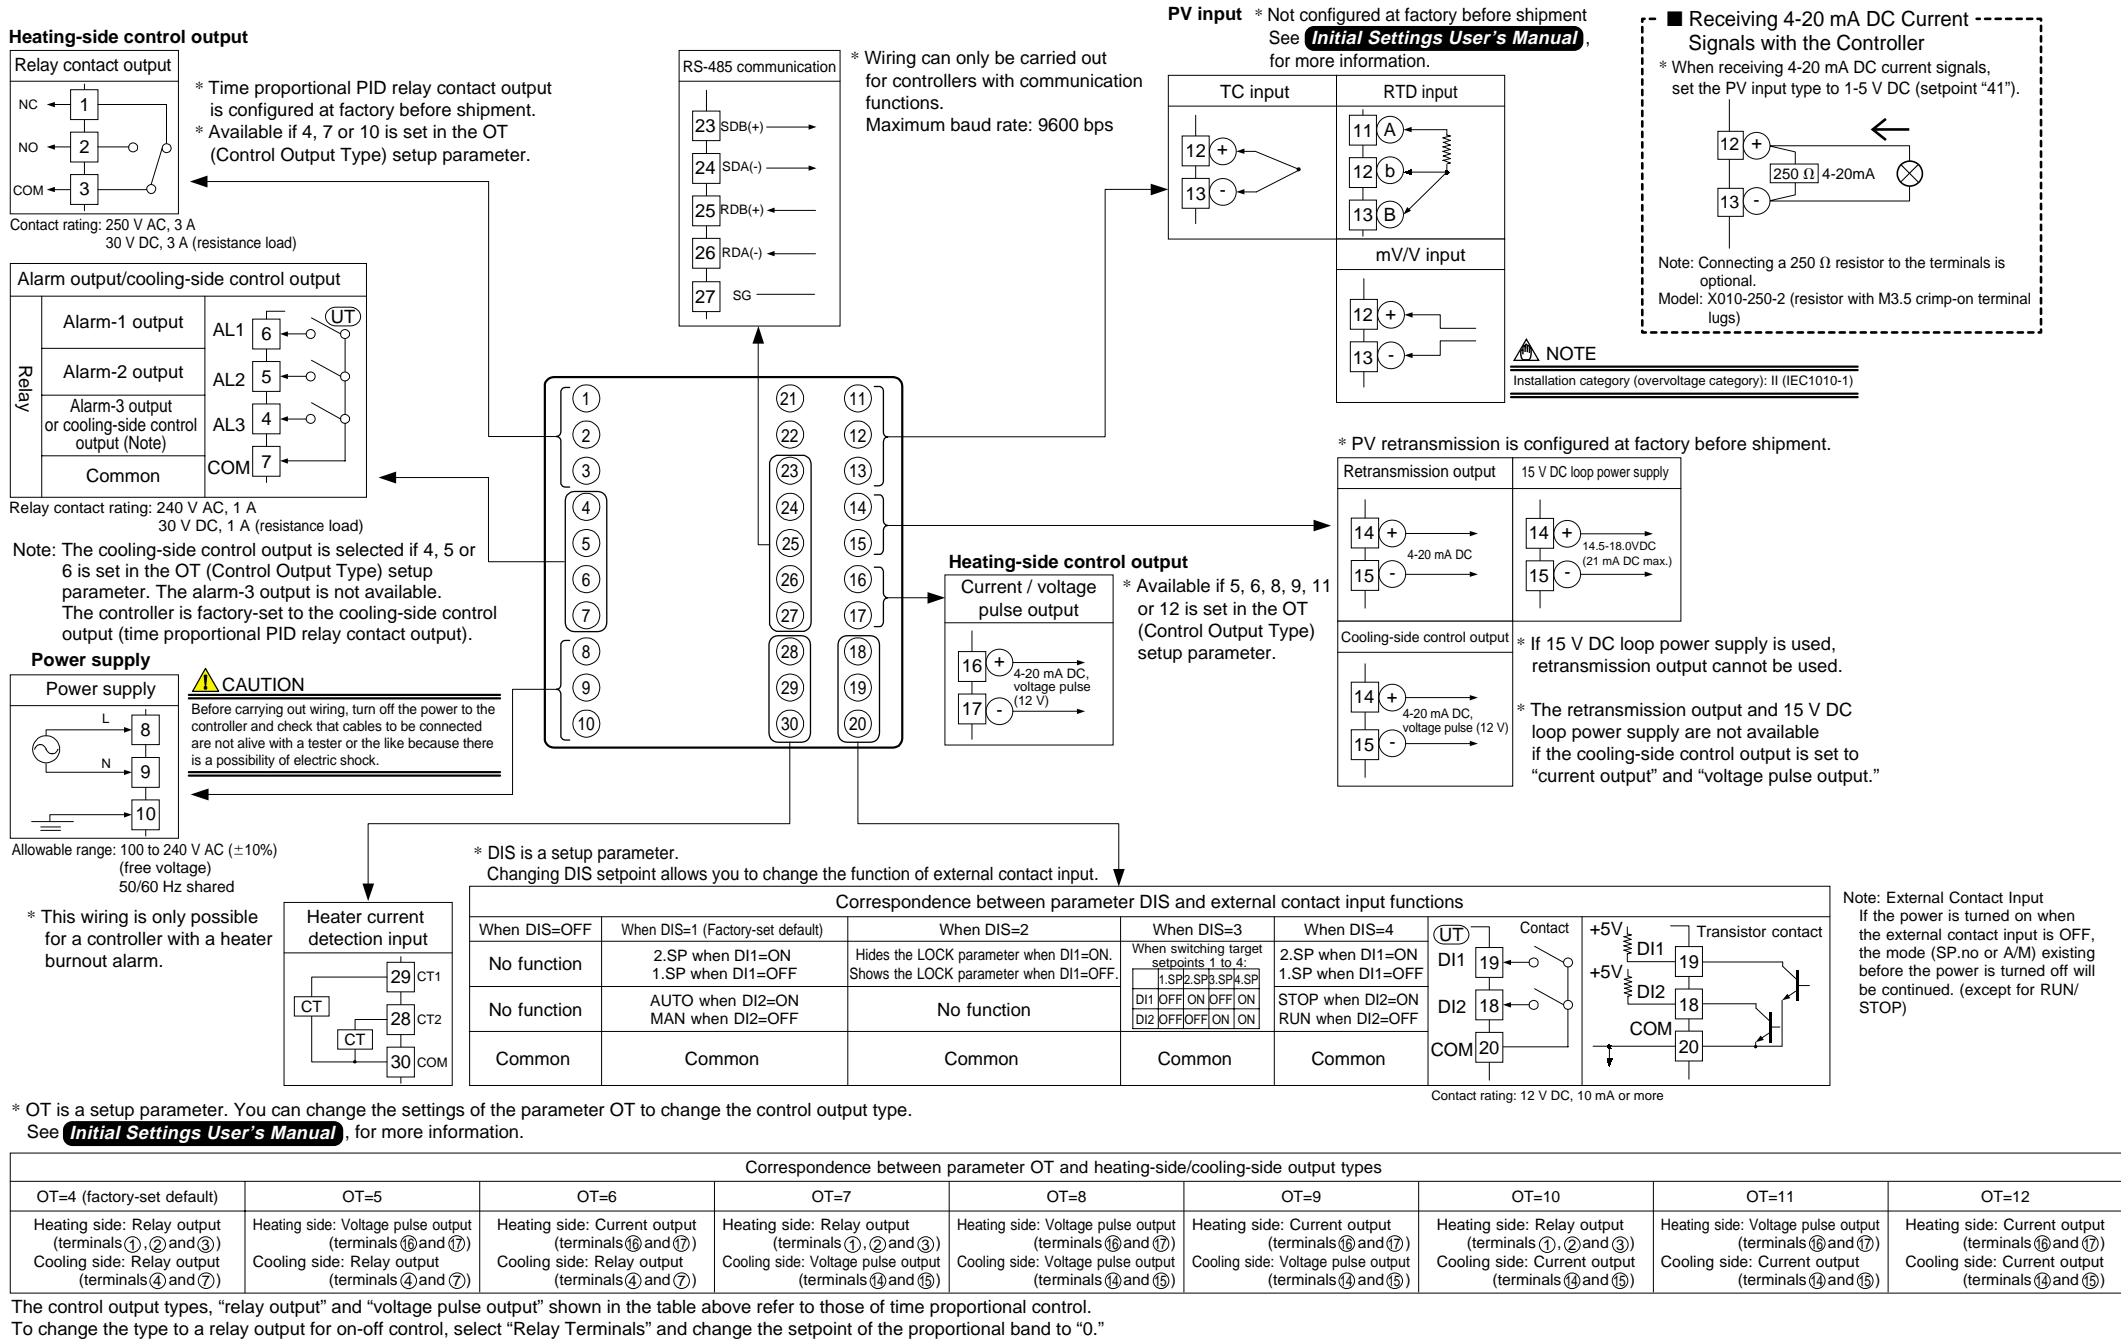 Heating-side control output
Relay contact output
NC
1
NO
2
COM
3
* Time proportional PID relay contact output
is configured at factory before shipment.
* Available if 4, 7 or 10 is set in the OT
(Control Output Type) setup parameter.
Contact rating: 250 V AC, 3 A
30 V DC, 3 A (resistance load)
Alarm output/cooling-side control output
Relay
Alarm-1 output
Alarm-2 output
Alarm-3 output
or cooling-side control
output (Note)
Common
UT
AL1
6
AL2
5
AL3
4
COM
7
Relay contact rating: 240 V AC, 1 A
30 V DC, 1 A (resistance load)
Note: The cooling-side control output is selected if 4, 5 or
6 is set in the OT (Control Output Type) setup
parameter. The alarm-3 output is not available.
The controller is factory-set to the cooling-side control
output (time proportional PID relay contact output).
Power supply
Power supply
L
8
N
9
10
CAUTION
Before carrying out wiring, turn off the power to the
controller and check that cables to be connected
are not alive with a tester or the like because there
is a possibility of electric shock.
Allowable range: 100 to 240 V AC (±10%)
(free voltage)
50/60 Hz shared
RS-485 communication
23 SDB(+)
24 SDA(-)
25 RDB(+)
26 RDA(-)
27 SG
* Wiring can only be carried out
for controllers with communication
functions.
Maximum baud rate: 9600 bps
1 21 11
2 22 12
3 23 13
4 24 14
5 25 15
6 26 16
7 27 17
8 28 18
9 29 19
10 30 20
PV input * Not configured at factory before shipment
See Initial Settings User's Manual,
for more information.
TC input
12 +
13 -
RTD input
11 A
12 b
13 B
mV/V input
12 +
13 -
■ Receiving 4-20 mA DC Current
Signals with the Controller
* When receiving 4-20 mA DC current signals,
set the PV input type to 1-5 V DC (setpoint “41”).
12 +
250 Ω 4-20mA
13 -
Note: Connecting a 250 Ω resistor to the terminals is
optional.
Model: X010-250-2 (resistor with M3.5 crimp-on terminal
lugs)
NOTE
Installation category (overvoltage category): II (IEC1010-1)
* PV retransmission is configured at factory before shipment.
Retransmission output
14 +
4-20 mA DC
15 -
15 V DC loop power supply
14 +
14.5-18.0VDC
(21 mA DC max.)
15 -
Cooling-side control output
14 +
4-20 mA DC,
voltage pulse (12 V)
15 -
* If 15 V DC loop power supply is used,
retransmission output cannot be used.
* The retransmission output and 15 V DC
loop power supply are not available
if the cooling-side control output is set to
“current output” and “voltage pulse output.”
Heating-side control output
Current / voltage
pulse output
16 +
4-20 mA DC,
voltage pulse
(12 V)
17 -
* Available if 5, 6, 8, 9, 11
or 12 is set in the OT
(Control Output Type)
setup parameter.
* This wiring is only possible
for a controller with a heater
burnout alarm.
Heater current
detection input
CT
29 CT1
CT
28 CT2
30 COM
* DIS is a setup parameter.
Changing DIS setpoint allows you to change the function of external contact input.
Correspondence between parameter DIS and external contact input functions
When DIS=OFF
No function
No function
Common
When DIS=1 (Factory-set default)
2.SP when DI1=ON
1.SP when DI1=OFF
AUTO when DI2=ON
MAN when DI2=OFF
Common
When DIS=2
Hides the LOCK parameter when DI1=ON.
Shows the LOCK parameter when DI1=OFF.
No function
Common
When DIS=3
When switching target
setpoints 1 to 4:
1.SP 2.SP 3.SP 4.SP
DI1 OFF ON OFF ON
DI2 OFF OFF ON ON
Common
When DIS=4
2.SP when DI1=ON
1.SP when DI1=OFF
STOP when DI2=ON
RUN when DI2=OFF
Common
UT Contact
DI1 19
DI2 18
COM 20
Transistor contact
+5V
DI1
19
+5V
DI2
18
COM
20
Contact rating: 12 V DC, 10 mA or more
Note: External Contact Input
If the power is turned on when
the external contact input is OFF,
the mode (SP.no or A/M) existing
before the power is turned off will
be continued. (except for RUN/
STOP)
* OT is a setup parameter. You can change the settings of the parameter OT to change the control output type.
See Initial Settings User's Manual, for more information.
Correspondence between parameter OT and heating-side/cooling-side output types
OT=4 (factory-set default)
Heating side: Relay output
(terminals ①, ② and ③)
Cooling side: Relay output
(terminals ④ and ⑦)
OT=5
Heating side: Voltage pulse output
(terminals ⑯ and ⑰)
Cooling side: Relay output
(terminals ④ and ⑦)
OT=6
Heating side: Current output
(terminals ⑯ and ⑰)
Cooling side: Relay output
(terminals ④ and ⑦)
OT=7
Heating side: Relay output
(terminals ①, ② and ③)
Cooling side: Voltage pulse output
(terminals ⑭ and ⑮)
OT=8
Heating side: Voltage pulse output
(terminals ⑯ and ⑰)
Cooling side: Voltage pulse output
(terminals ⑭ and ⑮)
OT=9
Heating side: Current output
(terminals ⑯ and ⑰)
Cooling side: Voltage pulse output
(terminals ⑭ and ⑮)
OT=10
Heating side: Relay output
(terminals ①, ② and ③)
Cooling side: Current output
(terminals ⑭ and ⑮)
OT=11
Heating side: Voltage pulse output
(terminals ⑯ and ⑰)
Cooling side: Current output
(terminals ⑭ and ⑮)
OT=12
Heating side: Current output
(terminals ⑯ and ⑰)
Cooling side: Current output
(terminals ⑭ and ⑮)
The control output types, “relay output” and “voltage pulse output” shown in the table above refer to those of time proportional control.
To change the type to a relay output for on-off control, select “Relay Terminals” and change the setpoint of the proportional band to “0.”